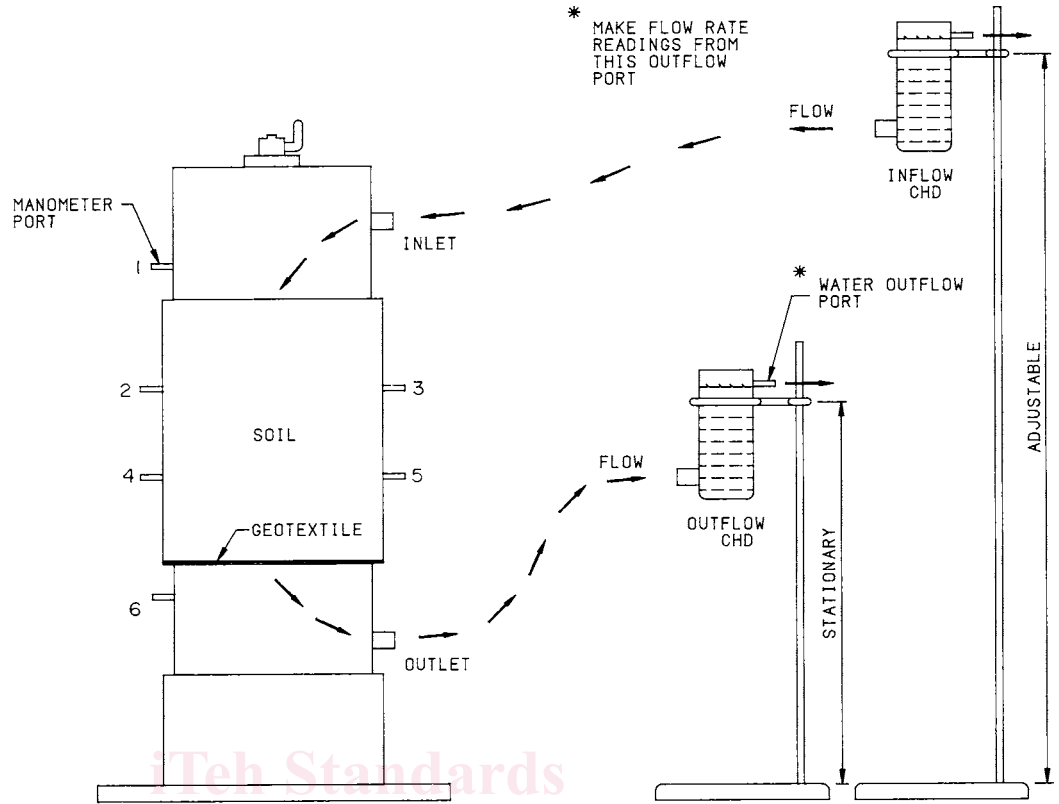 *
MAKE FLOW RATE
READINGS FROM
THIS OUTFLOW
PORT
FLOW
INFLOW
CHD
MANOMETER
PORT
INLET
1
*
WATER OUTFLOW
PORT
2
3
ADJUSTABLE
SOIL
4
5
FLOW
GEOTEXTILE
OUTFLOW
CHD
STATIONARY
6
OUTLET
iTeh Standards